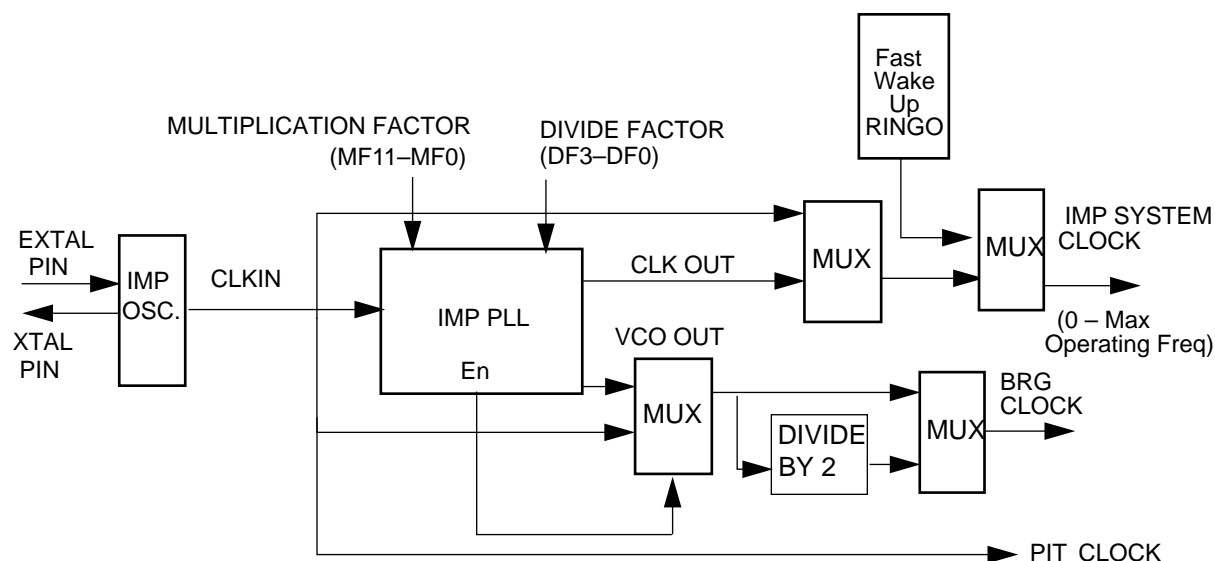 Fast
Wake
Up
RINGO
MULTIPLICATION FACTOR
(MF11–MF0)
DIVIDE FACTOR
(DF3–DF0)
EXTAL
PIN
IMP
OSC.
XTAL
PIN
CLKIN
IMP PLL
En
CLK OUT
VCO OUT
MUX
MUX
IMP SYSTEM
CLOCK
(0 – Max
Operating Freq)
MUX
DIVIDE
BY 2
MUX
BRG
CLOCK
PIT CLOCK